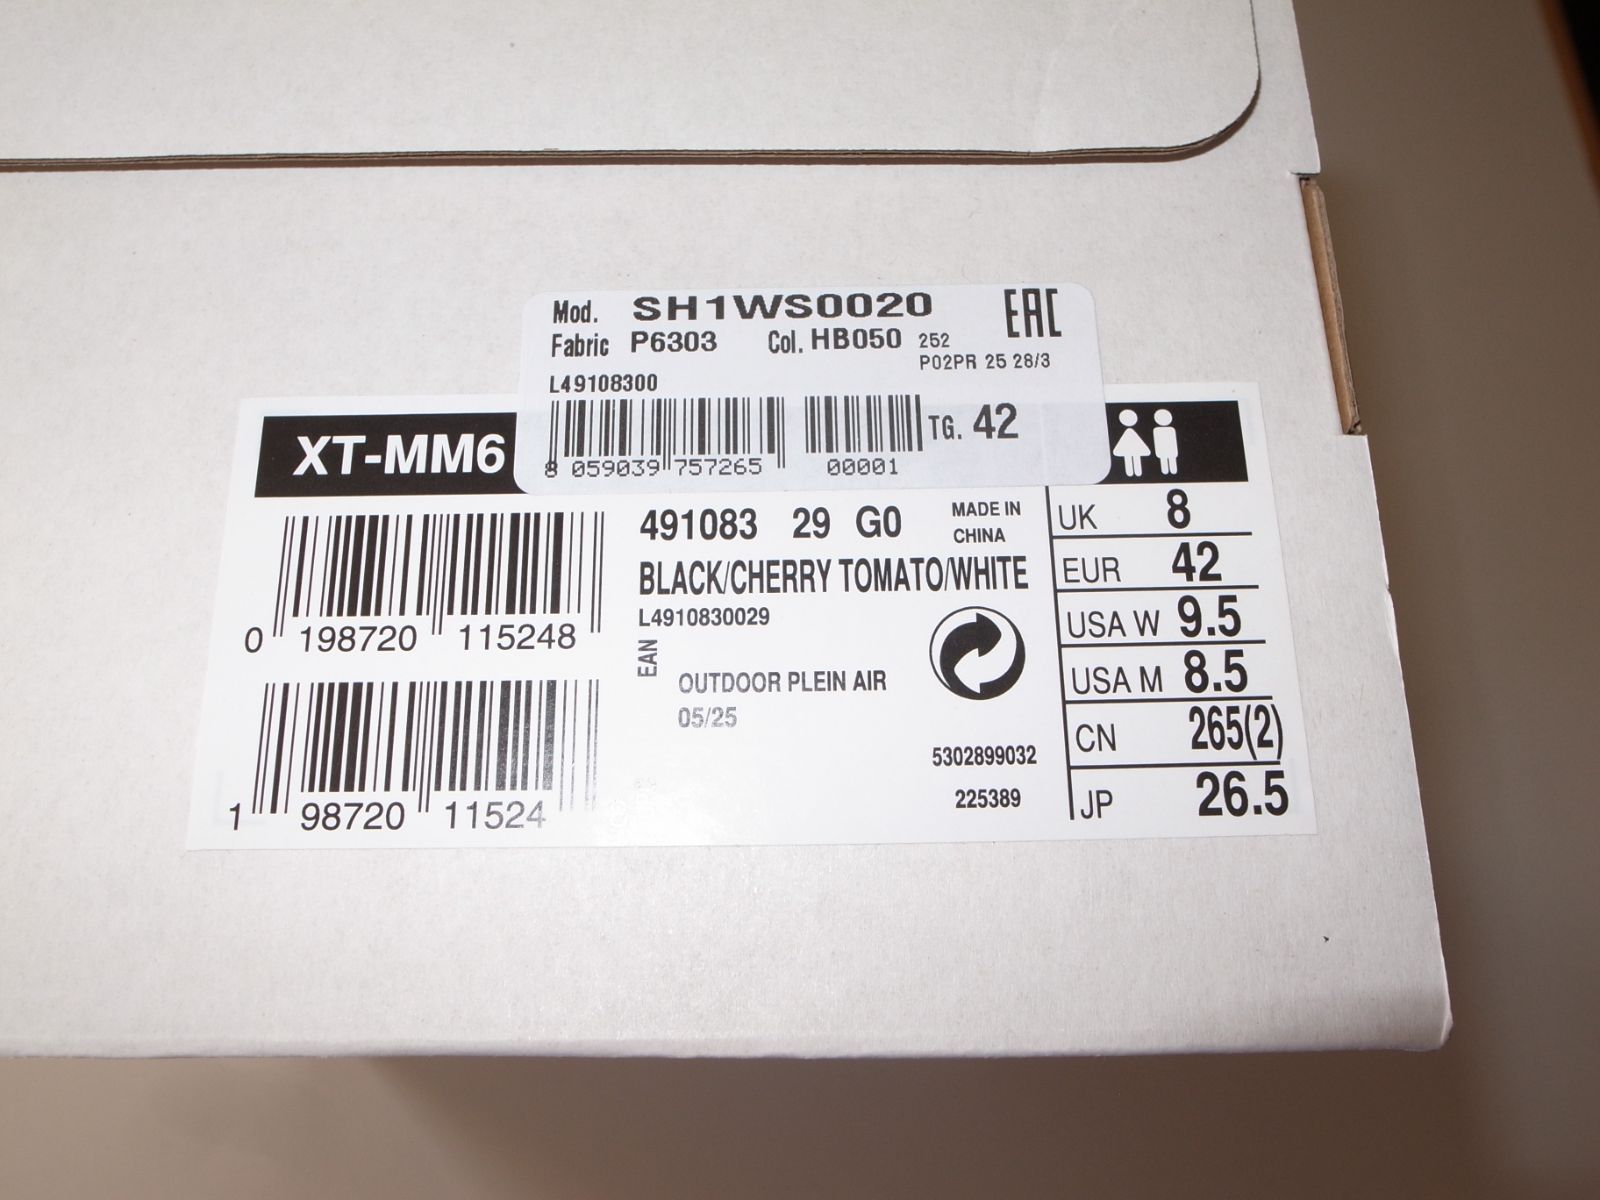 Mod. SH1WS0020
EAC
Fabric P6303 Col. HB050 252
P02PR 25 28/3
L49108300
8 059039 757265 00001
TG. 42
XT-MM6
491083 29 G0
MADE IN
CHINA
BLACK/CHERRY TOMATO/WHITE
L4910830029
EAN
OUTDOOR PLEIN AIR
05/25
5302899032
225389
0 198720 115248
1 98720 11524
UK 8
EUR 42
USA W 9.5
USA M 8.5
CN 265(2)
JP 26.5